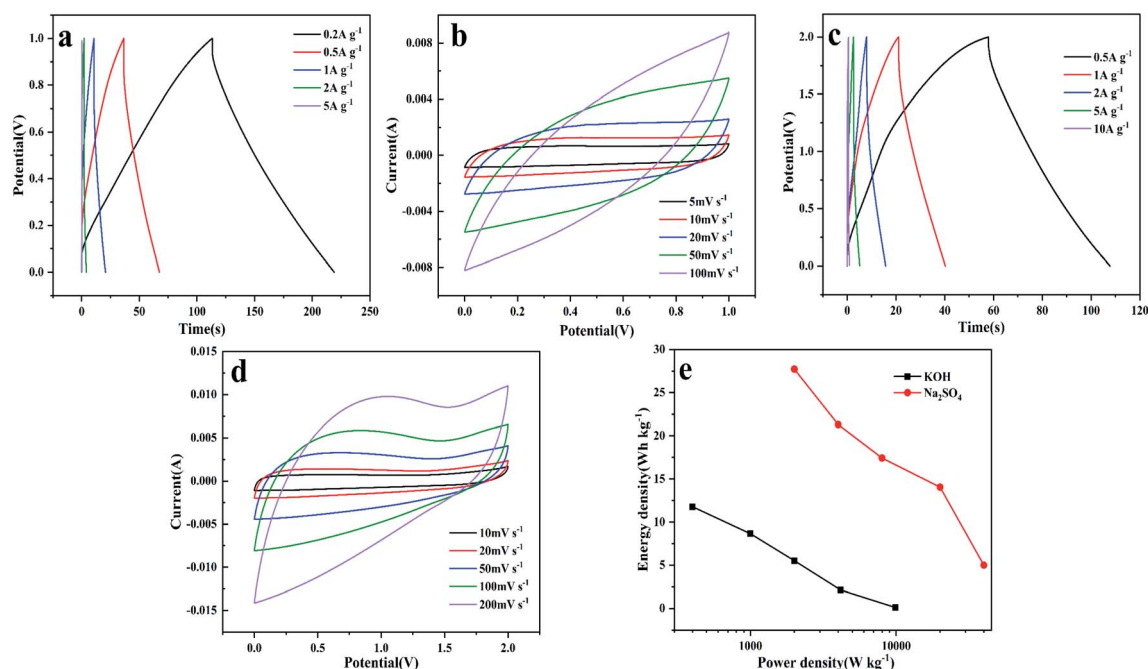 a
0.2A g⁻¹
0.5A g⁻¹
1A g⁻¹
2A g⁻¹
5A g⁻¹
Potential(V)
1.0
0.8
0.6
0.4
0.2
0.0
0 50 100 150 200 250
Time(s)
b
5mV s⁻¹
10mV s⁻¹
20mV s⁻¹
50mV s⁻¹
100mV s⁻¹
Current(A)
0.008
0.004
0.000
-0.004
-0.008
0.0 0.2 0.4 0.6 0.8 1.0
Potential(V)
c
0.5A g⁻¹
1A g⁻¹
2A g⁻¹
5A g⁻¹
10A g⁻¹
Potential(V)
2.0
1.5
1.0
0.5
0.0
0 20 40 60 80 100 120
Time(s)
d
10mV s⁻¹
20mV s⁻¹
50mV s⁻¹
100mV s⁻¹
200mV s⁻¹
Current(A)
0.015
0.010
0.005
0.000
-0.005
-0.010
-0.015
0.0 0.5 1.0 1.5 2.0
Potential(V)
e
KOH
Na₂SO₄
Energy density(Wh kg⁻¹)
30
25
20
15
10
5
0
1000 10000
Power density(W kg⁻¹)